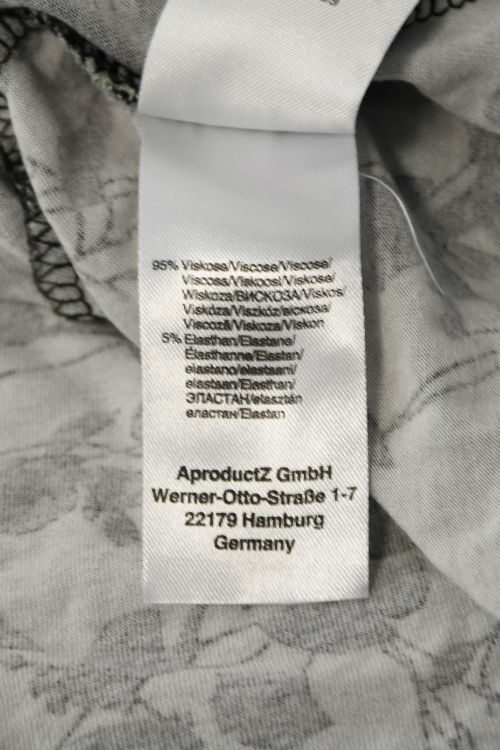 95% Viskose/Viscose/Viscose/
Viscosa/Viskoosi/Viskose/
Wiskoza/ВИСКОЗА/Viskos/
Viskóza/Viszkóz/вискоза/
Viscoză/Viskoza/Viskon
5% Elasthan/Elastane/
Élasthanne/Elastan/
elastano/elastaani/
elastaan/Elasthan/
ЭЛАСТАН/elasztán
еластан/Elastan
AproductZ GmbH
Werner-Otto-Straße 1-7
22179 Hamburg
Germany